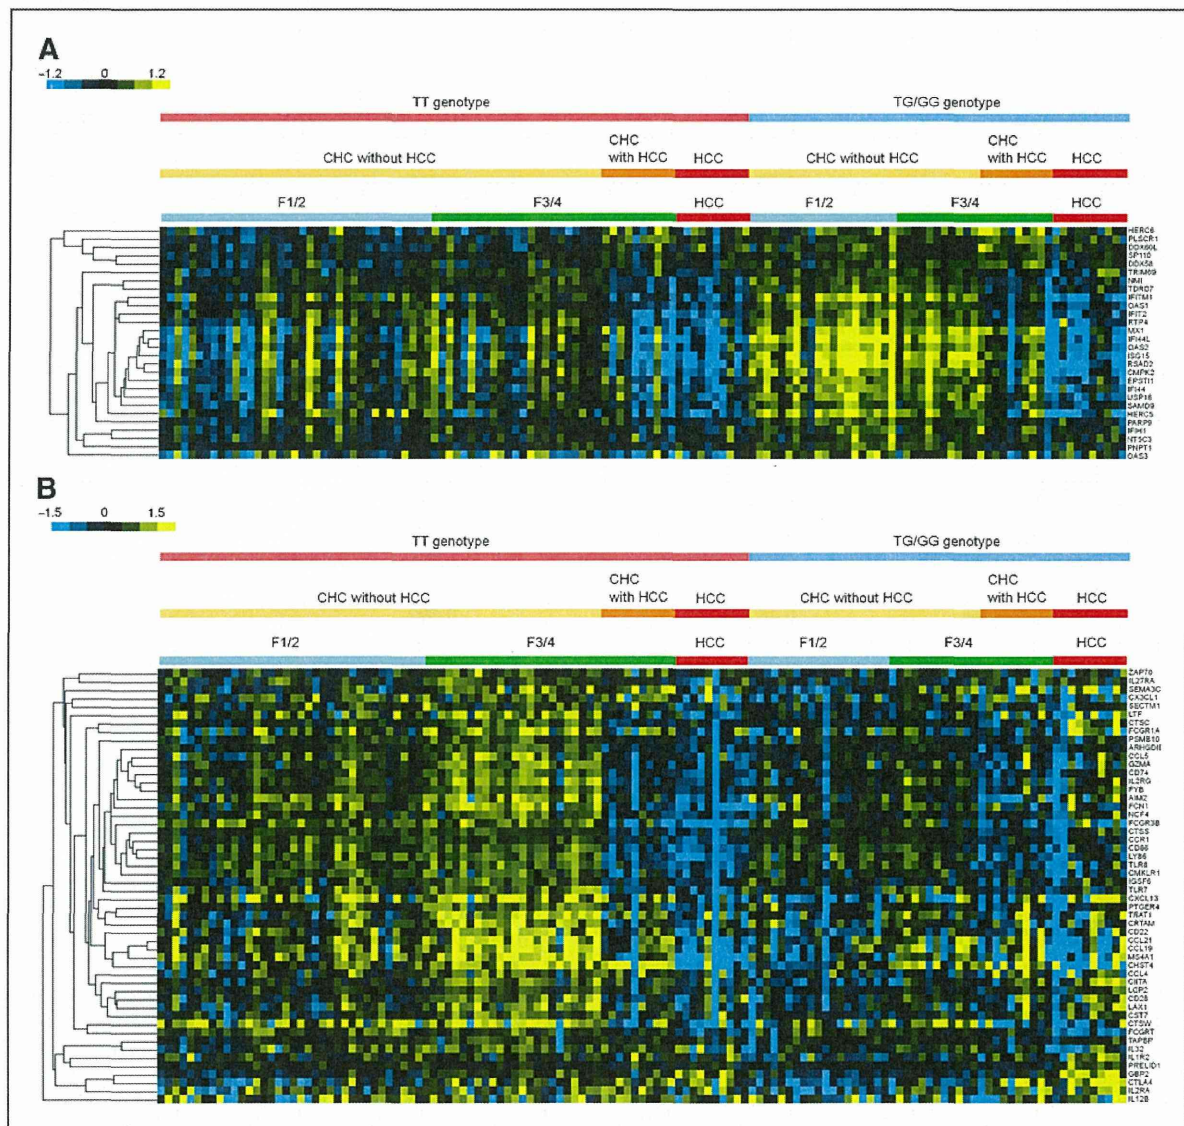 A
-1.2 0 1.2
TT genotype TG/GG genotype
CHC without HCC CHC with HCC HCC CHC without HCC CHC with HCC HCC
F1/2 F3/4 HCC F1/2 F3/4 HCC
HERC6
PLSCR1
DDX60L
SP110
DDX58
TRIM69
NMI
TDRD7
IFITM1
OAS1
IFIT2
RTP4
MX1
IFI44L
OAS2
ISG15
RSAD2
CMPK2
EPSTI1
IFI44
USP18
SAMD9
HERC5
PARP9
IFIH1
NT5C3
PNPT1
OAS3
B
-1.5 0 1.5
TT genotype TG/GG genotype
CHC without HCC CHC with HCC HCC CHC without HCC CHC with HCC HCC
F1/2 F3/4 HCC F1/2 F3/4 HCC
ZAP70
IL27RA
SEMA3C
CX3CL1
SECTM1
LTF
CTSC
FCGR1A
PSMB10
CCL5
GZMA
CD74
IL2RG
FYB
AIM2
FCN1
NCF4
FCGR3B
CTSS
CCR1
CD86
LY86
TLR8
CMKLR1
IGSF6
TLR7
CXCL13
PTGER4
TRAT1
CRTAM
CD22
CCL21
CCL19
MS4A1
CHST4
CCL4
CIITA
LCP2
CD28
LAX1
CST7
CTSW
FCGRT
TAPBP
IL32
IL1R2
PRELID1
GBP2
CTLA4
IL2RA
IL12B